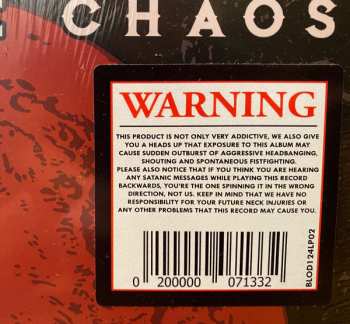 E CHAOS
WARNING
THIS PRODUCT IS NOT ONLY VERY ADDICTIVE, WE ALSO GIVE
YOU A HEADS UP THAT EXPOSURE TO THIS ALBUM MAY
CAUSE SUDDEN OUTBURST OF AGGRESSIVE HEADBANGING,
SHOUTING AND SPONTANEOUS FISTFIGHTING.
PLEASE ALSO NOTICE THAT IF YOU THINK YOU ARE HEARING
ANY SATANIC MESSAGES WHILE PLAYING THIS RECORD
BACKWARDS, YOU'RE THE ONE SPINNING IT IN THE WRONG
DIRECTION, NOT US. KEEP IN MIND THAT WE HAVE NO
RESPONSIBILITY FOR YOUR FUTURE NECK INJURIES OR
ANY OTHER PROBLEMS THAT THIS RECORD MAY CAUSE YOU.
0 200000 071332
BLOD124LP02